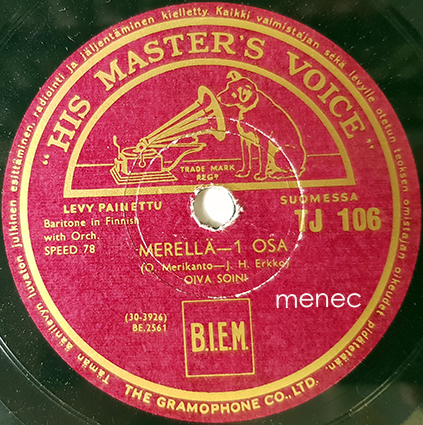 Tämän äänilevyn luvaton julkinen esittäminen, radiointi ja jäljentäminen kielletty. Kaikki valmistajan sekä levylle otetun teoksen omistajan oikeudet pidätetään.
"HIS MASTER'S VOICE"
TRADE MARK
REGD
LEVY PAINETTU
SUOMESSA
Baritone in Finnish
with Orch.
SPEED 78
TJ 106
MERELLÄ—1 OSA
(O. Merikanto—J. H. Erkko)
OIVA SOINI
menec
(30-3926)
BE.2561
B.I.E.M.
THE GRAMOPHONE CO., LTD.